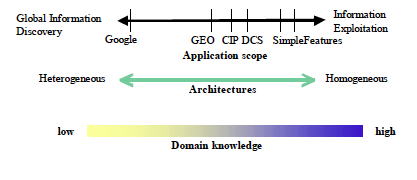 Global Information
Discovery
Information
Exploitation
Google
GEO
CIP
DCS
SimpleFeatures
Application scope
Heterogeneous
Homogeneous
Architectures
low
high
Domain knowledge